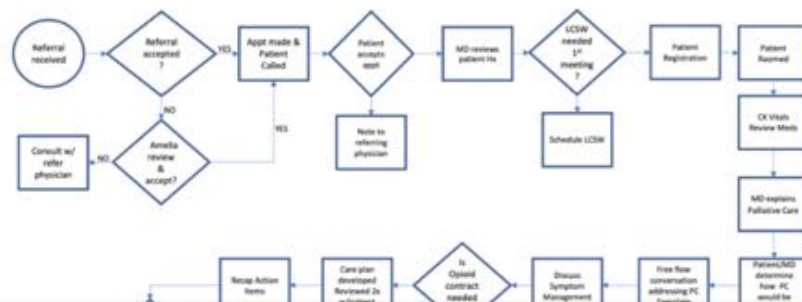 Referral
received
Referral
accepted
?
YES
Appt made &
Patient
Called
Patient
accepts
appt
MD reviews
patient Hx
LCSW
needed
1st
meeting
?
Patient
Registration
Patient
Roomed
NO
YES
Consult w/
refer
physician
NO
Amelia
review
&
accept?
Note to
referring
physician
Schedule LCSW
CK Vitals
Review Meds
MD explains
Palliative Care
Recap Action
Items
Care plan
developed
Reviewed 2x
Is
Opioid
contract
needed
Discuss
Symptom
Management
Free flow
conversation
addressing PC
Patient/MD
determine
how PC
would be